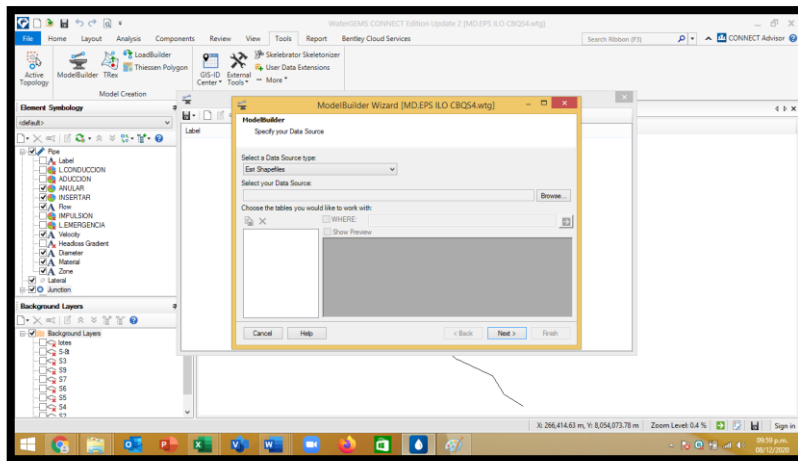 WaterGEMS CONNECT Edition Update 2 [MD.EPS ILO CBQS4.wtg]
File Home Layout Analysis Components Review View Tools Report Bentley Cloud Services
Search Ribbon (F3)
CONNECT Advisor
Active Topology
ModelBuilder
TRex
LoadBuilder
Thiessen Polygon
GIS-ID Center
External Tools
Skelebrator Skeletonizer
User Data Extensions
More
Model Creation
Element Symbology
<default>
Pipe
Label
L.CONDUCCION
ADUCCION
ANULAR
INSERTAR
Flow
IMPULSION
L.EMERGENCIA
Velocity
Headloss Gradient
Diameter
Material
Zone
Lateral
Junction
Background Layers
Background Layers
lotes
S-8t
S3
S9
S7
S6
S5
S4
S2
Label
ModelBuilder Wizard [MD.EPS ILO CBQS4.wtg]
ModelBuilder
Specify your Data Source
Select a Data Source type:
Esri Shapefiles
Select your Data Source:
Browse...
Choose the tables you would like to work with:
WHERE:
Show Preview
Cancel
Help
< Back
Next >
Finish
X: 266,414.63 m, Y: 8,054,073.78 m
Zoom Level: 0.4 %
Sign in
09:59 p.m.
08/12/2020